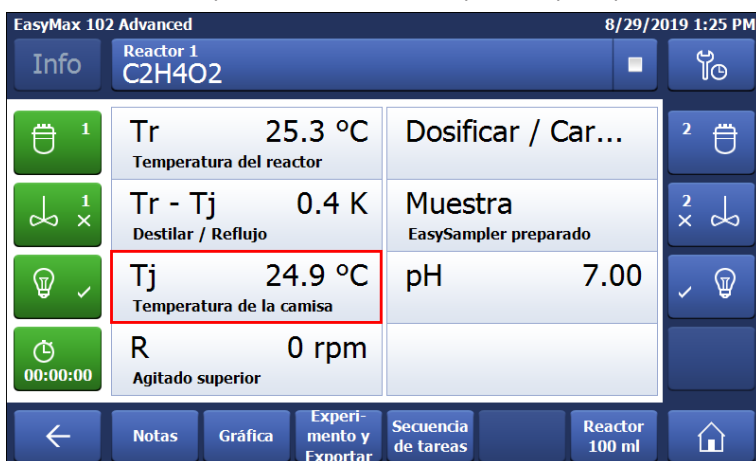 EasyMax 102 Advanced
8/29/2019 1:25 PM
Info
Reactor 1
C2H4O2
1
Tr 25.3 °C
Temperatura del reactor
Dosificar / Car...
2
1
Tr - Tj 0.4 K
Destilar / Reflujo
Muestra
EasySampler preparado
2
Tj 24.9 °C
Temperatura de la camisa
pH 7.00
00:00:00
R 0 rpm
Agitado superior
Notas
Gráfica
Experi-
mento y
Exportar
Secuencia
de tareas
Reactor
100 ml